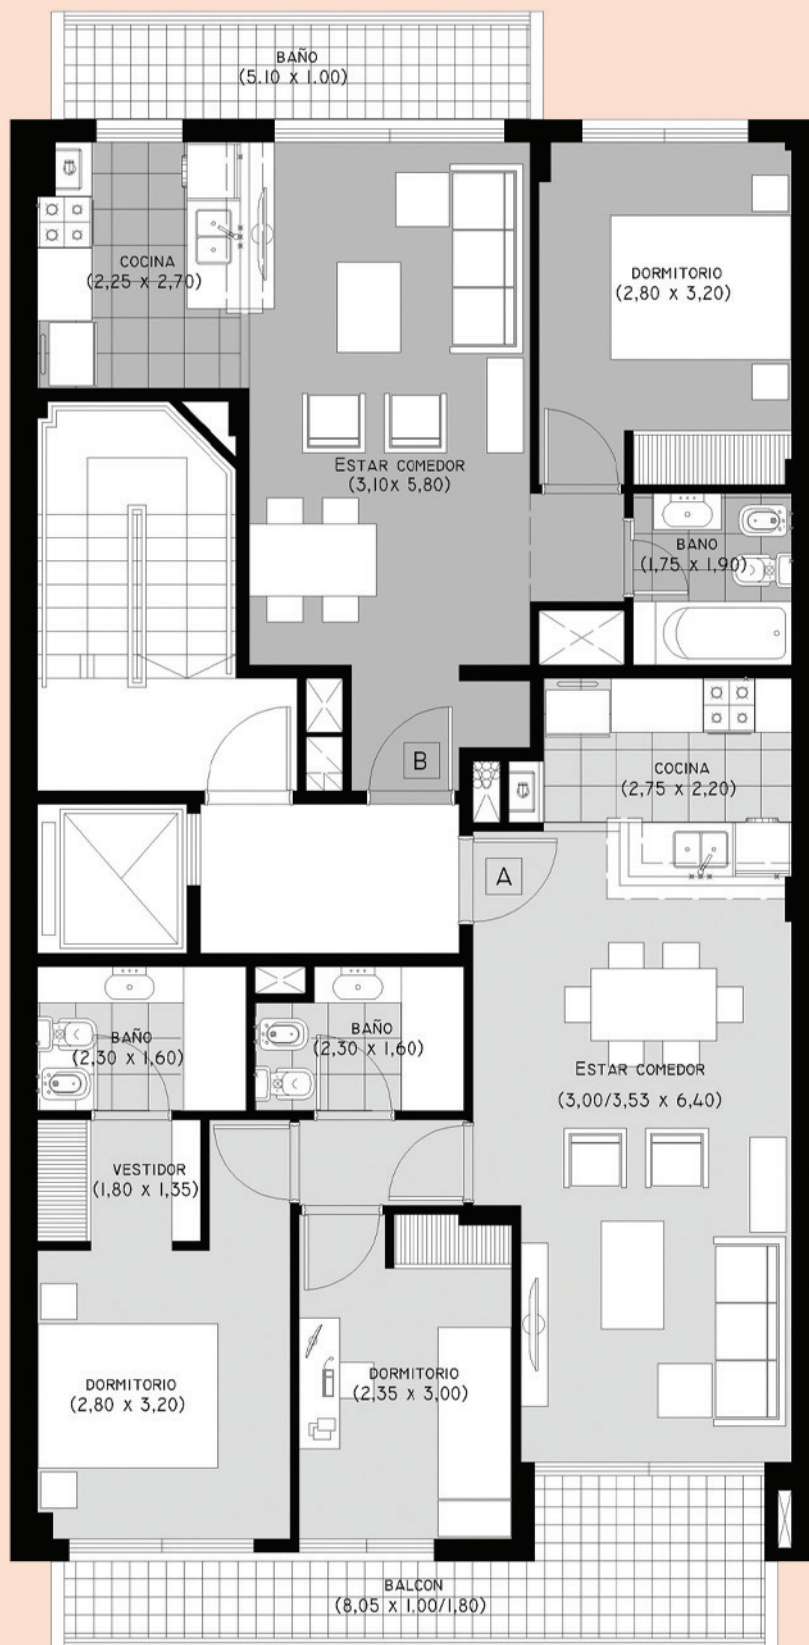 BAÑO
(5.10 x 1.00)
COCINA
(2,25 x 2,70)
DORMITORIO
(2,80 x 3,20)
ESTAR COMEDOR
(3,10x 5,80)
BANO
(1,75 x 1,90)
B
COCINA
(2,75 x 2,20)
A
BAÑO
(2,30 x 1,60)
BAÑO
(2,30 x 1,60)
ESTAR COMEDOR
(3,00/3,53 x 6,40)
VESTIDOR
(1,80 x 1,35)
DORMITORIO
(2,80 x 3,20)
DORMITORIO
(2,35 x 3,00)
BALCON
(8,05 x 1.00/1,80)